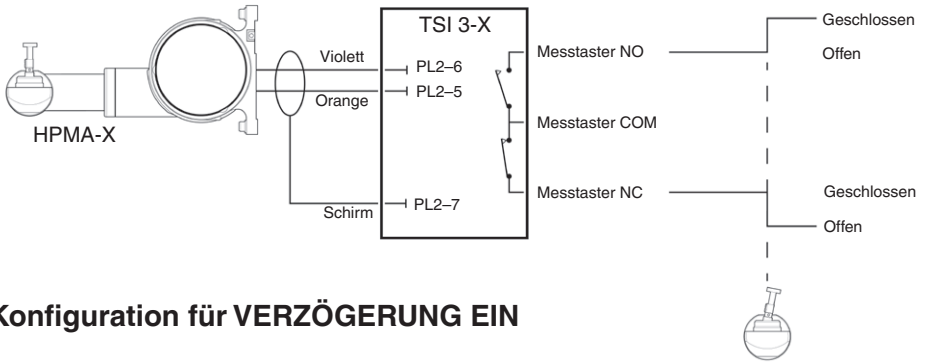 TSI 3-X
Geschlossen
Violett
Messtaster NO
Offen
PL2–6
PL2–5
Orange
HPMA-X
Messtaster COM
Messtaster NC
Geschlossen
Schirm
PL2–7
Offen
Konfiguration für VERZÖGERUNG EIN